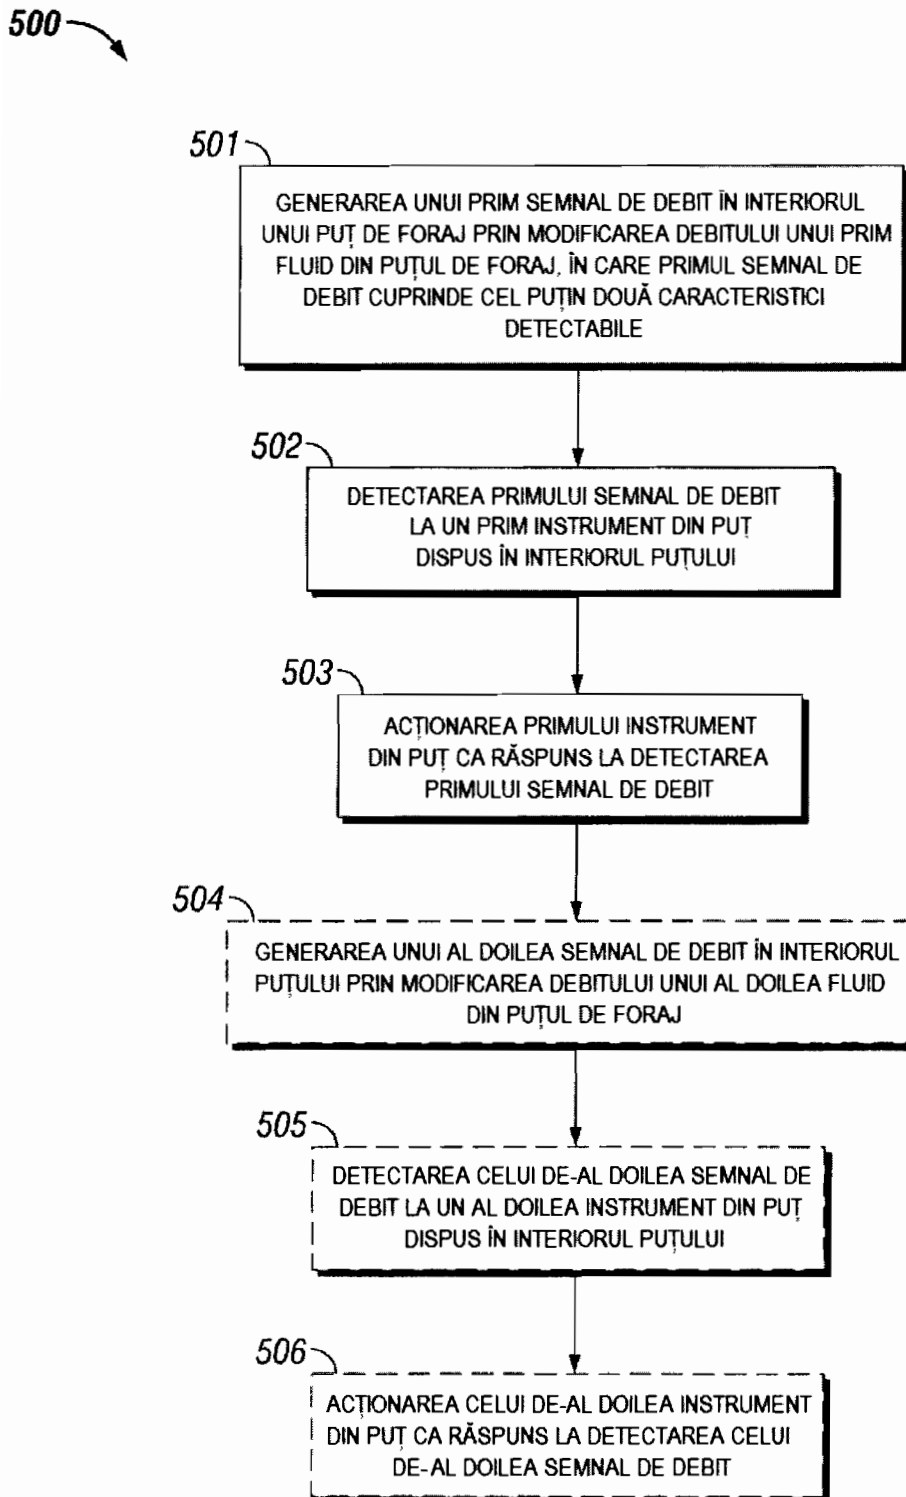 500
501
GENERAREA UNUI PRIM SEMNAL DE DEBIT ÎN INTERIORUL
UNUI PUȚ DE FORAJ PRIN MODIFICAREA DEBITULUI UNUI PRIM
FLUID DIN PUȚUL DE FORAJ, ÎN CARE PRIMUL SEMNAL DE
DEBIT CUPRINDE CEL PUȚIN DOUĂ CARACTERISTICI
DETECTABILE
502
DETECTAREA PRIMULUI SEMNAL DE DEBIT
LA UN PRIM INSTRUMENT DIN PUȚ
DISPUS ÎN INTERIORUL PUȚULUI
503
ACȚIONAREA PRIMULUI INSTRUMENT
DIN PUȚ CA RĂSPUNS LA DETECTAREA
PRIMULUI SEMNAL DE DEBIT
504
GENERAREA UNUI AL DOILEA SEMNAL DE DEBIT ÎN INTERIORUL
PUȚULUI PRIN MODIFICAREA DEBITULUI UNUI AL DOILEA FLUID
DIN PUȚUL DE FORAJ
505
DETECTAREA CELUI DE-AL DOILEA SEMNAL DE
DEBIT LA UN AL DOILEA INSTRUMENT DIN PUȚ
DISPUS ÎN INTERIORUL PUȚULUI
506
ACȚIONAREA CELUI DE-AL DOILEA INSTRUMENT
DIN PUȚ CA RĂSPUNS LA DETECTAREA CELUI
DE-AL DOILEA SEMNAL DE DEBIT